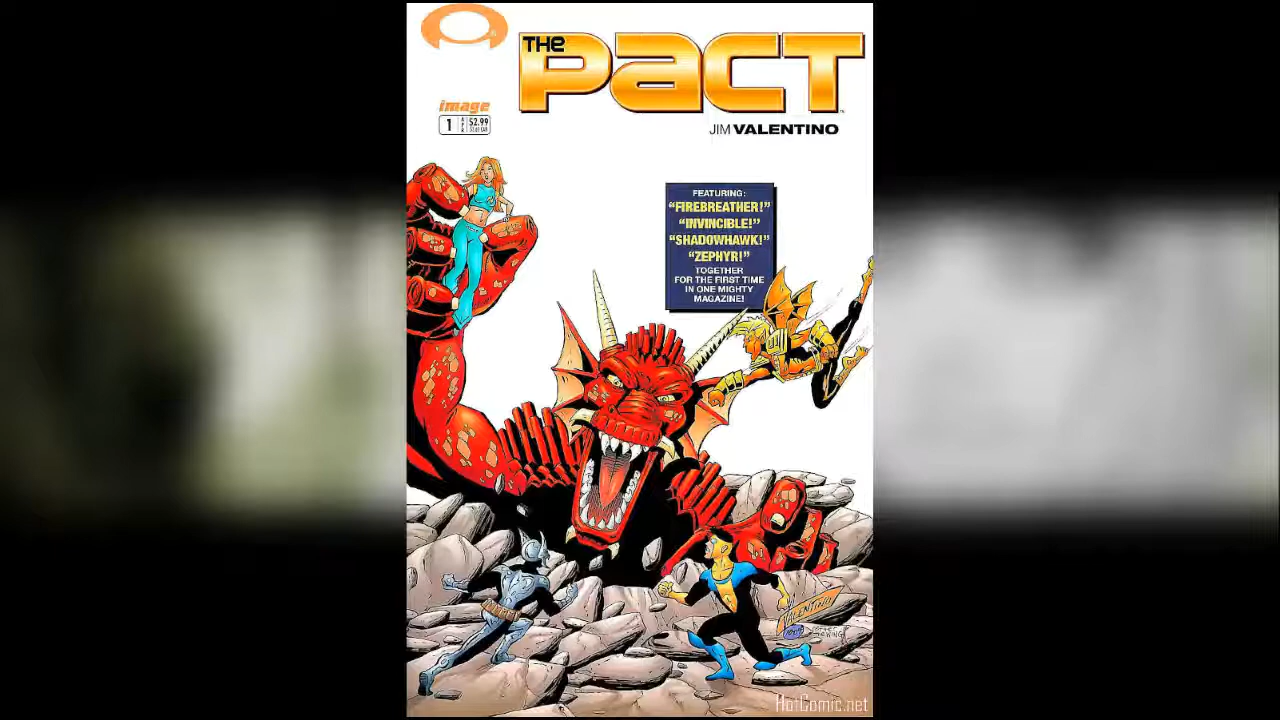 THE
PACT
JIM VALENTINO
image
1
$2.99
FEATURING:
“FIREBREATHER!”
“INVINCIBLE!”
“SHADOWHAWK!”
“ZEPHYR!”
TOGETHER
FOR THE FIRST TIME
IN ONE MIGHTY
MAGAZINE!
VALENTINO
HotComic.net